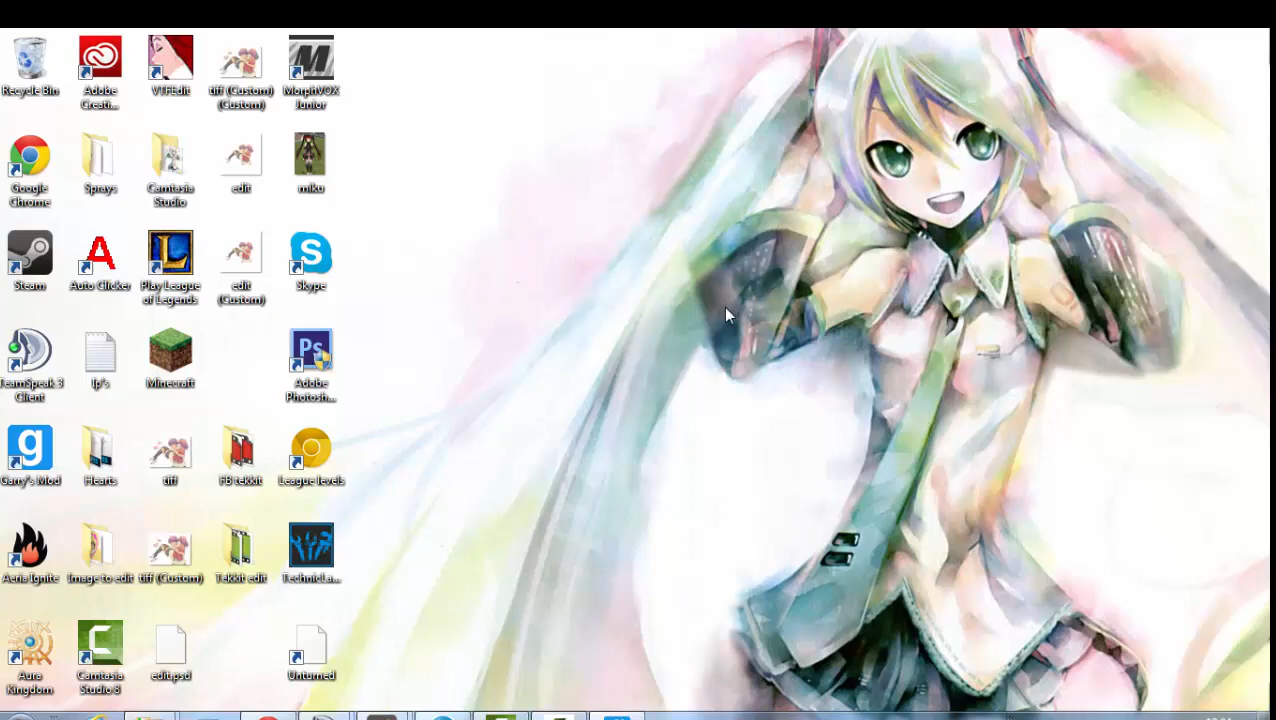 Recycle Bin
Adobe
Creati...
VTFEdit
tiff (Custom)
(Custom)
MorphVOX
Junior
Google
Chrome
Sprays
Camtasia
Studio
edit
miku
Steam
Auto Clicker
Play League
of Legends
edit
(Custom)
Skype
TeamSpeak 3
Client
Ip's
Minecraft
Adobe
Photosh...
Garry's Mod
Hearts
tiff
FB tekkit
League levels
Aeria Ignite
Image to edit
tiff (Custom)
Tekkit edit
TechnicLa...
Aura
Kingdom
Camtasia
Studio 8
edit.psd
Unturned